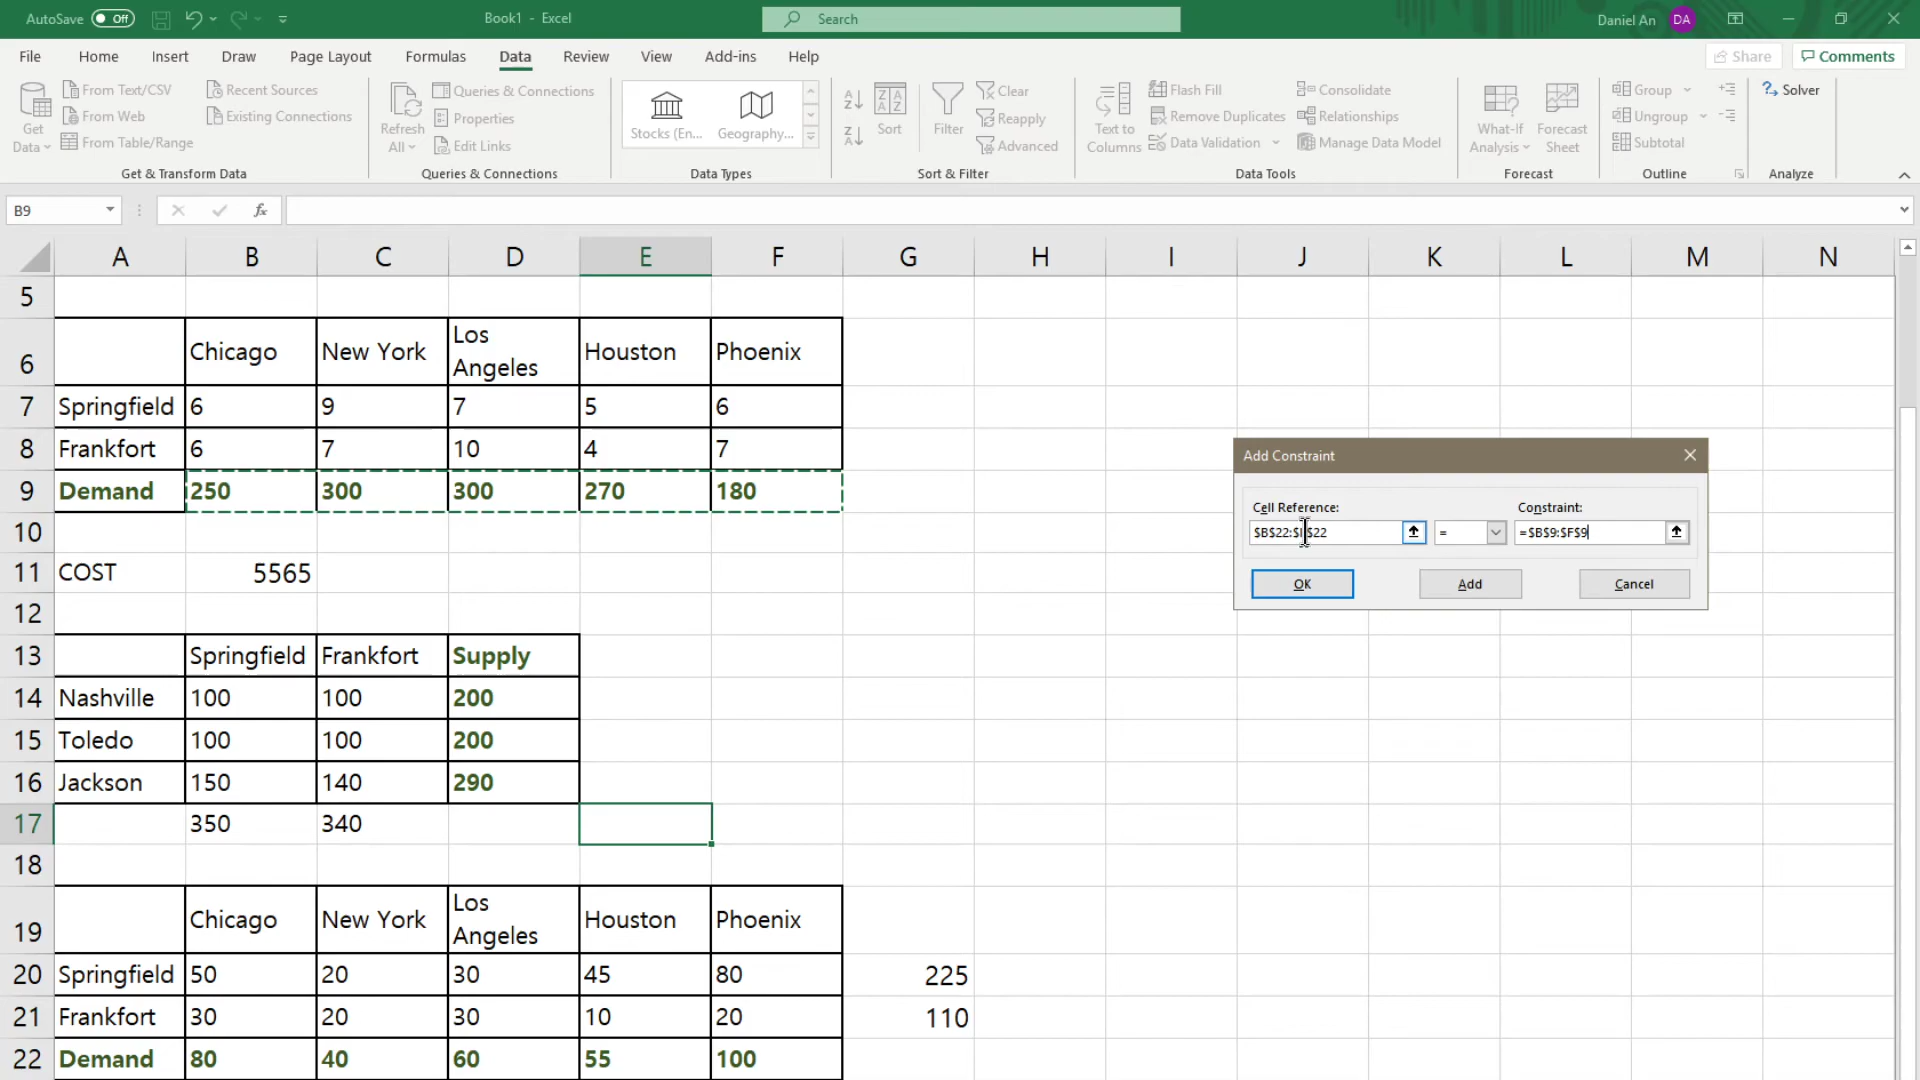 AutoSave Off Book1 - Excel Search Daniel An DA
File Home Insert Draw Page Layout Formulas Data Review View Add-ins Help Share Comments
Get Data
From Text/CSV
From Web
From Table/Range
Recent Sources
Existing Connections
Get & Transform Data
Refresh All
Queries & Connections
Properties
Edit Links
Queries & Connections
Stocks (En... Geography...
Data Types
Sort
Filter
Clear
Reapply
Advanced
Sort & Filter
Text to Columns
Flash Fill
Remove Duplicates
Data Validation
Consolidate
Relationships
Manage Data Model
Data Tools
What-If Analysis
Forecast Sheet
Forecast
Group
Ungroup
Subtotal
Outline
Solver
Analyze
B9 fx
A B C D E F G H I J K L M N
5
6 Chicago New York Los Angeles Houston Phoenix
7 Springfield 6 9 7 5 6
8 Frankfort 6 7 10 4 7
9 Demand 250 300 300 270 180
10
11 COST 5565
12
13 Springfield Frankfort Supply
14 Nashville 100 100 200
15 Toledo 100 100 200
16 Jackson 150 140 290
17 350 340
18
19 Chicago New York Los Angeles Houston Phoenix
20 Springfield 50 20 30 45 80 225
21 Frankfort 30 20 30 10 20 110
22 Demand 80 40 60 55 100
Add Constraint
Cell Reference: Constraint:
= =$B$9:$F$9
OK Add Cancel